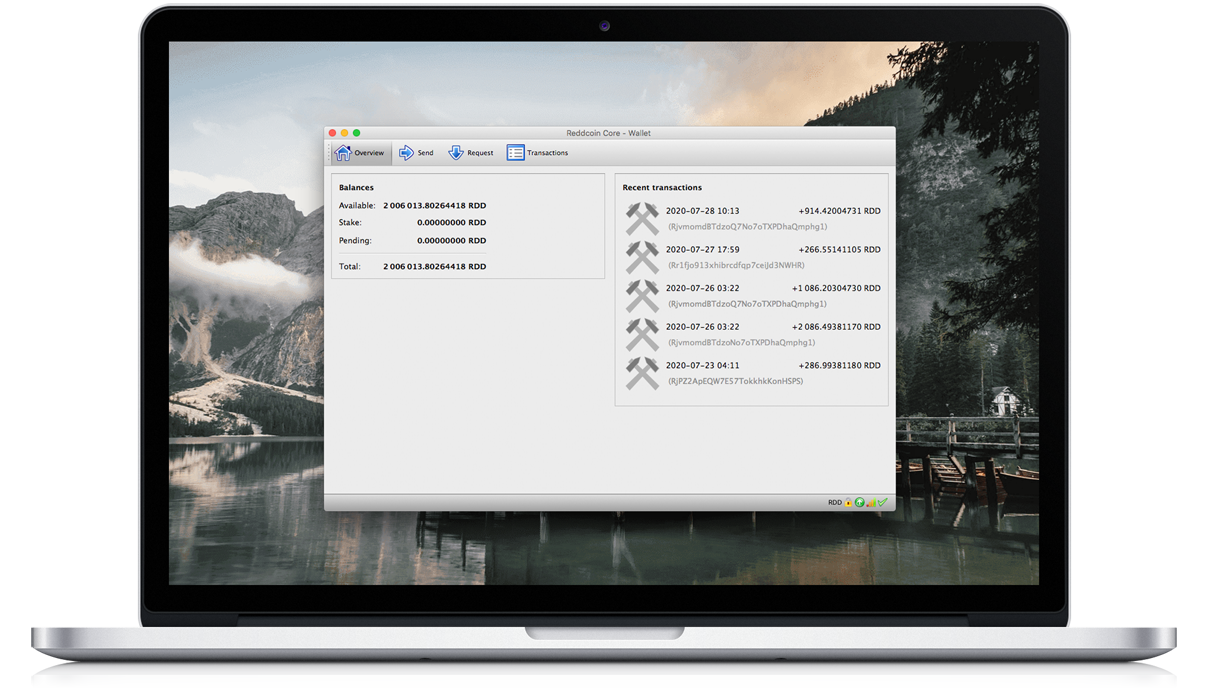 Reddcoin Core - Wallet
Overview Send Request Transactions
Balances
Available: 2 006 013.80264418 RDD
Stake: 0.00000000 RDD
Pending: 0.00000000 RDD
Total: 2 006 013.80264418 RDD
Recent transactions
2020-07-28 10:13 +914.42004731 RDD
(RjvmomdBTdzoQ7No7oTXPDhaQmphg1)
2020-07-27 17:59 +266.55141105 RDD
(Rr1fjo913xhibrcdfqp7ceiJd3NWHR)
2020-07-26 03:22 +1 086.20304730 RDD
(RjvmomdBTdzoQ7No7oTXPDhaQmphg1)
2020-07-26 03:22 +2 086.49381170 RDD
(RjvmomdBTdzoNo7oTXPDhaQmphg1)
2020-07-23 04:11 +286.99381180 RDD
(RjPZ2ApEQW7ES7TokkhkKonHSPS)
RDD